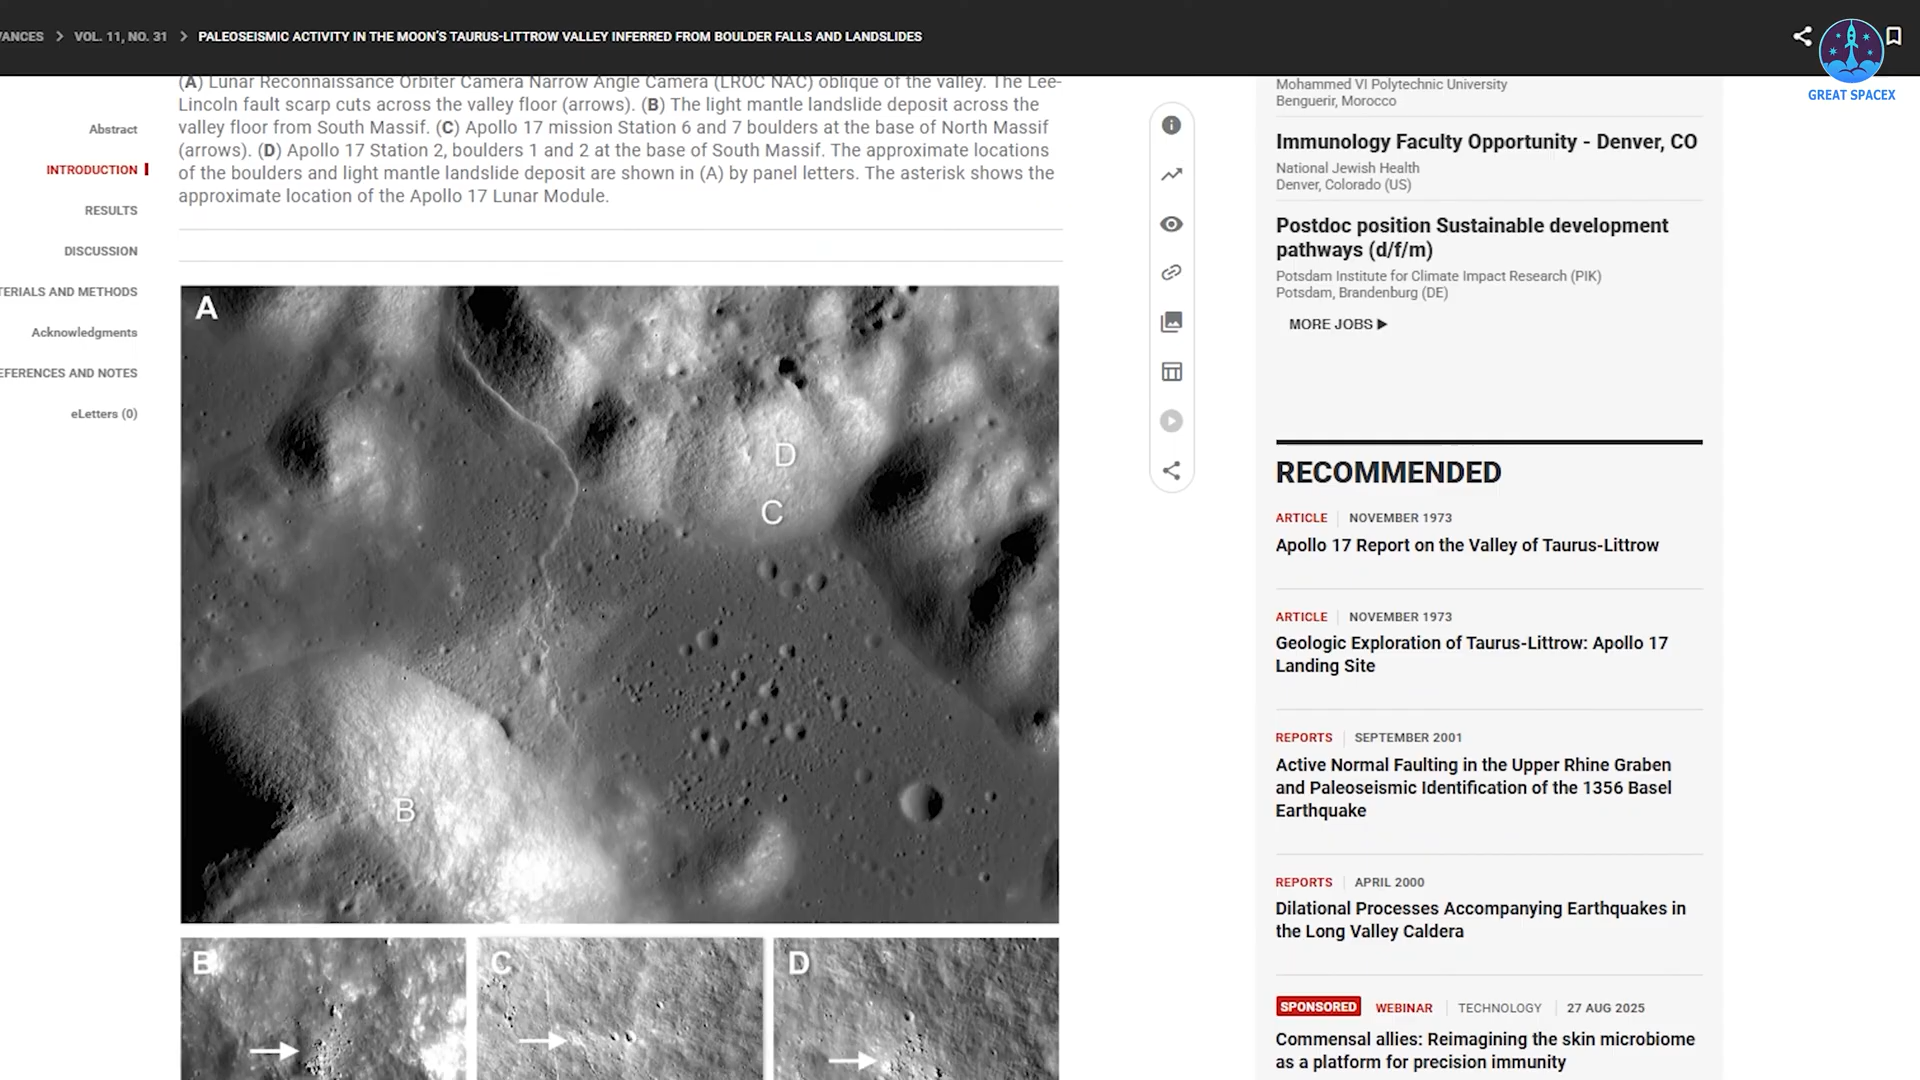 VANCES > VOL. 11, NO. 31 > PALEOSEISMIC ACTIVITY IN THE MOON'S TAURUS-LITTROW VALLEY INFERRED FROM BOULDER FALLS AND LANDSLIDES
GREAT SPACEX
Abstract
INTRODUCTION
RESULTS
DISCUSSION
TERIALS AND METHODS
Acknowledgments
EFERENCES AND NOTES
eLetters (0)
(A) Lunar Reconnaissance Orbiter Camera Narrow Angle Camera (LROC NAC) oblique of the valley. The Lee-
Lincoln fault scarp cuts across the valley floor (arrows). (B) The light mantle landslide deposit across the
valley floor from South Massif. (C) Apollo 17 mission Station 6 and 7 boulders at the base of North Massif
(arrows). (D) Apollo 17 Station 2, boulders 1 and 2 at the base of South Massif. The approximate locations
of the boulders and light mantle landslide deposit are shown in (A) by panel letters. The asterisk shows the
approximate location of the Apollo 17 Lunar Module.
A
D
C
B
B
C
D
Mohammed VI Polytechnic University
Benguerir, Morocco
Immunology Faculty Opportunity - Denver, CO
National Jewish Health
Denver, Colorado (US)
Postdoc position Sustainable development
pathways (d/f/m)
Potsdam Institute for Climate Impact Research (PIK)
Potsdam, Brandenburg (DE)
MORE JOBS ▶
RECOMMENDED
ARTICLE | NOVEMBER 1973
Apollo 17 Report on the Valley of Taurus-Littrow
ARTICLE | NOVEMBER 1973
Geologic Exploration of Taurus-Littrow: Apollo 17
Landing Site
REPORTS | SEPTEMBER 2001
Active Normal Faulting in the Upper Rhine Graben
and Paleoseismic Identification of the 1356 Basel
Earthquake
REPORTS | APRIL 2000
Dilational Processes Accompanying Earthquakes in
the Long Valley Caldera
SPONSORED WEBINAR | TECHNOLOGY | 27 AUG 2025
Commensal allies: Reimagining the skin microbiome
as a platform for precision immunity